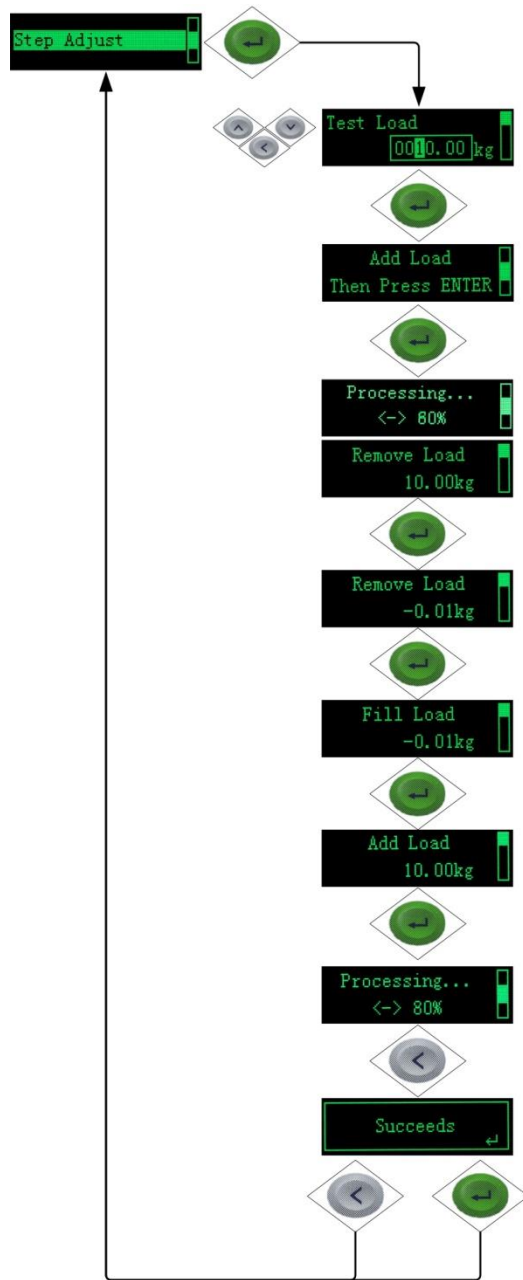 Step Adjust
Test Load
0010.00 kg
Add Load
Then Press ENTER
Processing...
<-> 60%
Remove Load
10.00kg
Remove Load
-0.01kg
Fill Load
-0.01kg
Add Load
10.00kg
Processing...
<-> 80%
Succeeds